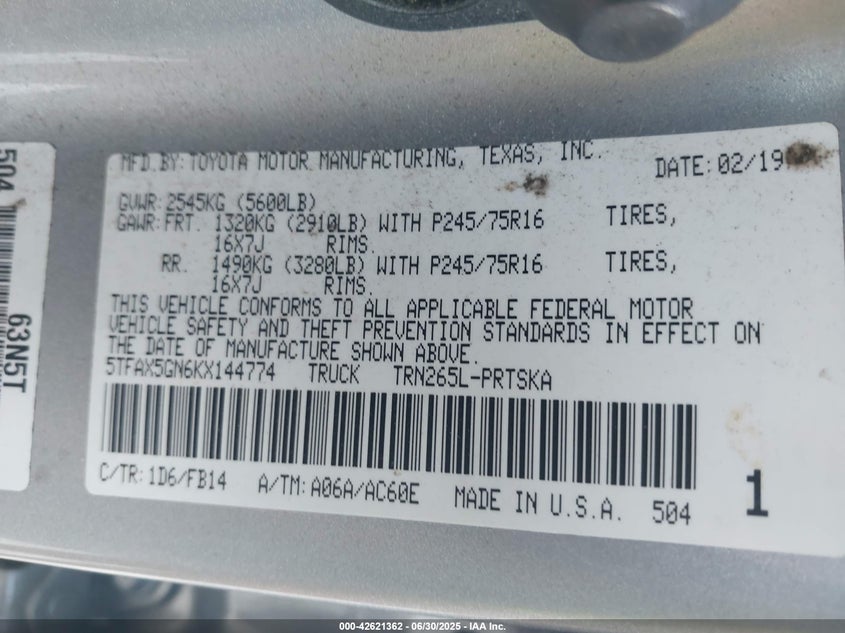 MFD. BY: TOYOTA MOTOR MANUFACTURING, TEXAS, INC. DATE: 02/19
GVWR: 2545KG (5600LB)
GAWR: FRT. 1320KG (2910LB) WITH P245/75R16 TIRES,
16X7J RIMS.
RR. 1490KG (3280LB) WITH P245/75R16 TIRES,
16X7J RIMS.
THIS VEHICLE CONFORMS TO ALL APPLICABLE FEDERAL MOTOR
VEHICLE SAFETY AND THEFT PREVENTION STANDARDS IN EFFECT ON
THE DATE OF MANUFACTURE SHOWN ABOVE.
5TFAX5GN6KX144774 TRUCK TRN265L-PRTSKA
C/TR: 1D6/FB14 A/TM: A06A/AC60E MADE IN U.S.A. 504 1
504
63N5T
000-42621362 - 06/30/2025 - IAA Inc.